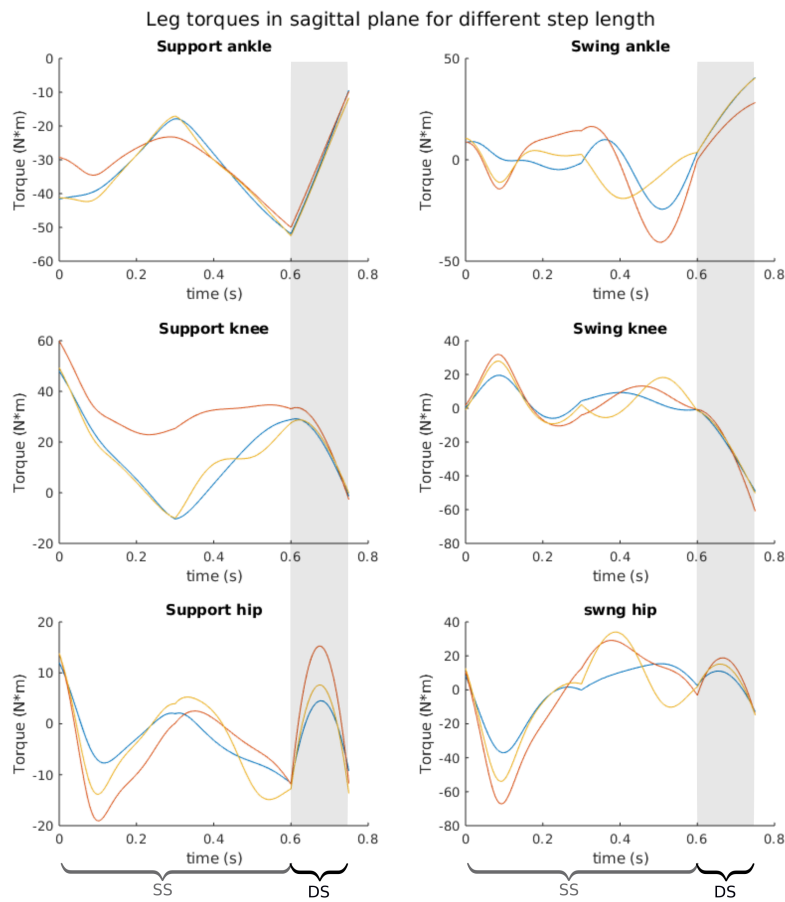 Leg torques in sagittal plane for different step length
Support ankle
Torque (N*m)
0
-10
-20
-30
-40
-50
-60
0 0.2 0.4 0.6 0.8
time (s)
Swing ankle
Torque (N*m)
50
0
-50
0 0.2 0.4 0.6 0.8
time (s)
Support knee
Torque (N*m)
60
40
20
0
-20
0 0.2 0.4 0.6 0.8
time (s)
Swing knee
Torque (N*m)
40
20
0
-20
-40
-60
-80
0 0.2 0.4 0.6 0.8
time (s)
Support hip
Torque (N*m)
20
10
0
-10
-20
0 0.2 0.4 0.6 0.8
time (s)
SS DS
swng hip
Torque (N*m)
40
20
0
-20
-40
-60
-80
0 0.2 0.4 0.6 0.8
time (s)
SS DS